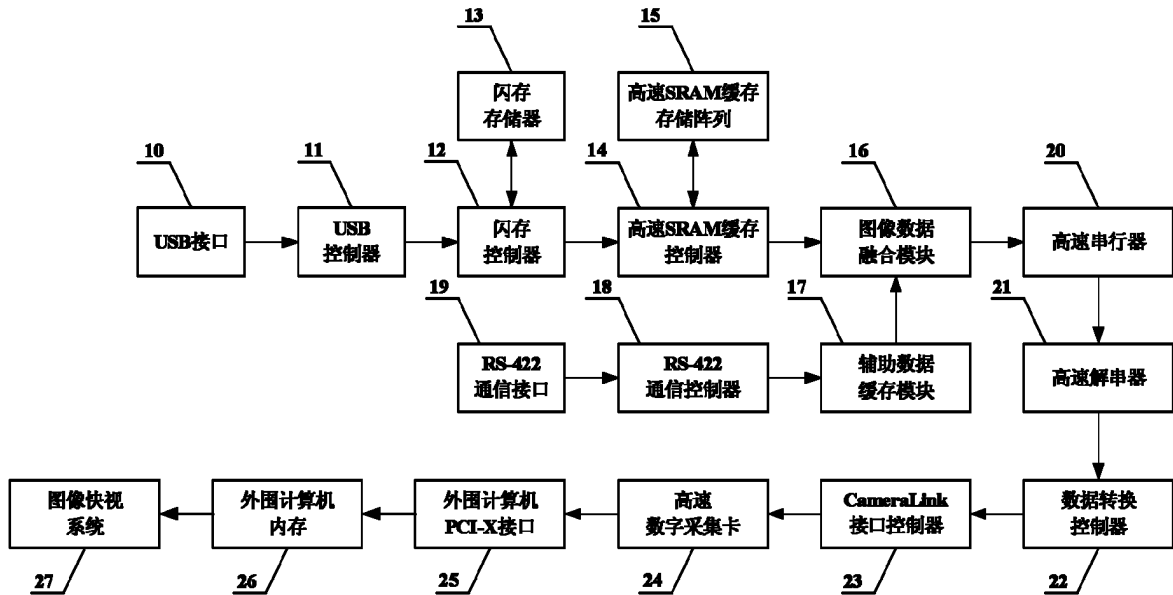 13
15
闪存
存储器
高速SRAM缓存
存储阵列
10
11
12
14
16
20
USB接口
USB
控制器
闪存
控制器
高速SRAM缓存
控制器
图像数据
融合模块
高速串行器
19
18
17
21
RS-422
通信接口
RS-422
通信控制器
辅助数据
缓存模块
高速解串器
图像快视
系统
外围计算机
内存
外围计算机
PCI-X接口
高速
数字采集卡
CameraLink
接口控制器
数据转换
控制器
27
26
25
24
23
22